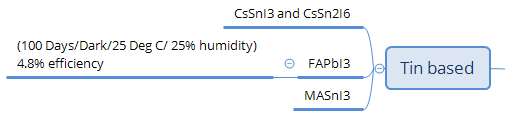 CsSnI3 and CsSn2I6
(100 Days/Dark/25 Deg C/ 25% humidity)
4.8% efficiency
FAPbI3
Tin based
MASnI3